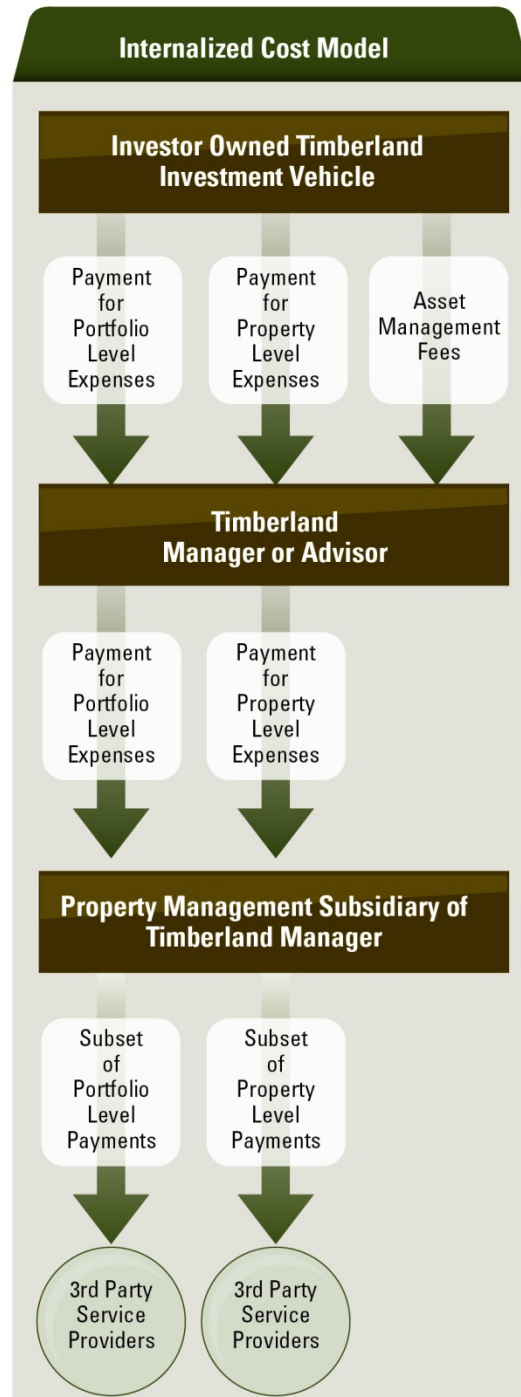 Internalized Cost Model
Investor Owned Timberland
Investment Vehicle
Payment
for
Portfolio
Level
Expenses
Payment
for
Property
Level
Expenses
Asset
Management
Fees
Timberland
Manager or Advisor
Payment
for
Portfolio
Level
Expenses
Payment
for
Property
Level
Expenses
Property Management Subsidiary of
Timberland Manager
Subset
of
Portfolio
Level
Payments
Subset
of
Property
Level
Payments
3rd Party
Service
Providers
3rd Party
Service
Providers